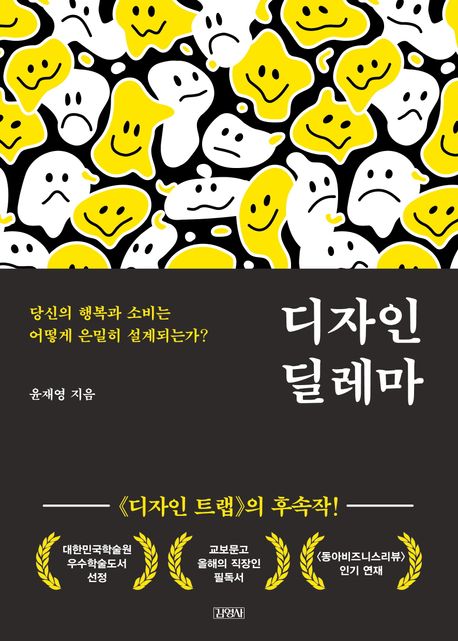 당신의 행복과 소비는
어떻게 은밀히 설계되는가?
디자인
딜레마
윤재영 지음
《디자인 트랩》의 후속작!
대한민국학술원
우수학술도서
선정
교보문고
올해의 직장인
필독서
〈동아비즈니스리뷰〉
인기 연재
김영사